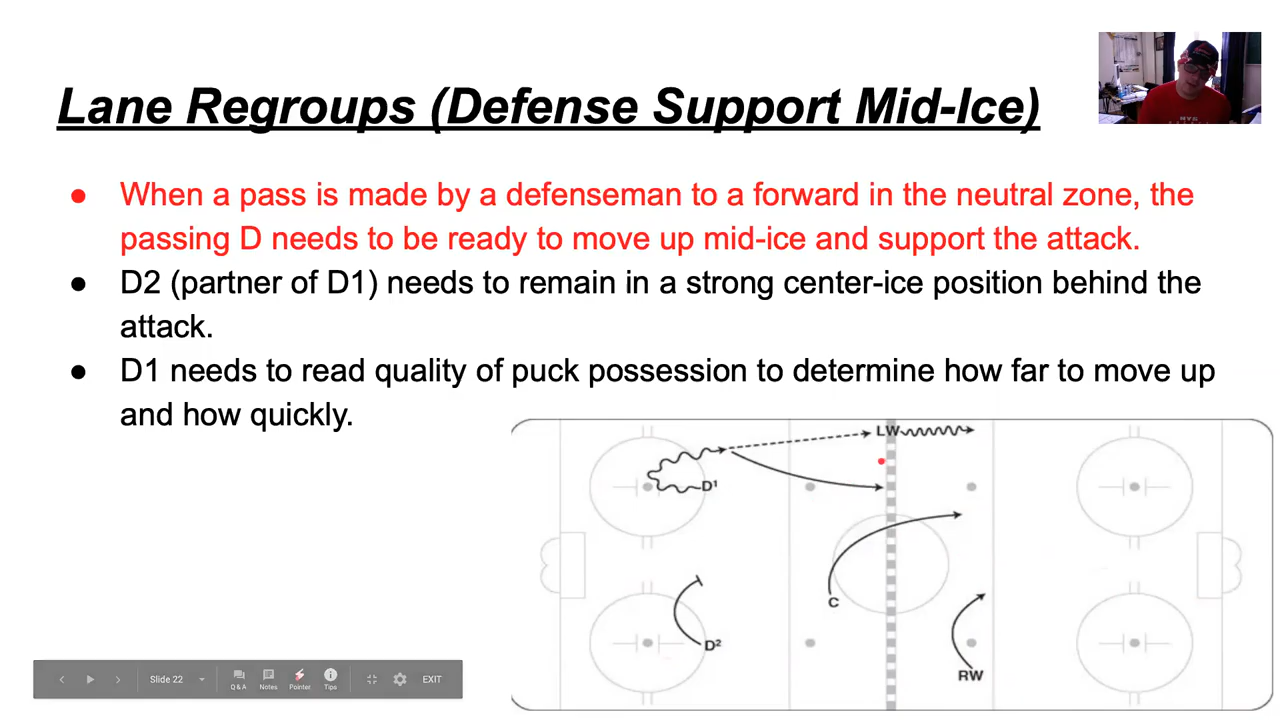 Lane Regroups (Defense Support Mid-Ice)
● When a pass is made by a defenseman to a forward in the neutral zone, the
passing D needs to be ready to move up mid-ice and support the attack.
● D2 (partner of D1) needs to remain in a strong center-ice position behind the
attack.
● D1 needs to read quality of puck possession to determine how far to move up
and how quickly.
LW
D¹
C
D²
RW
Slide 22
Q & A
Notes
Pointer
Tips
EXIT